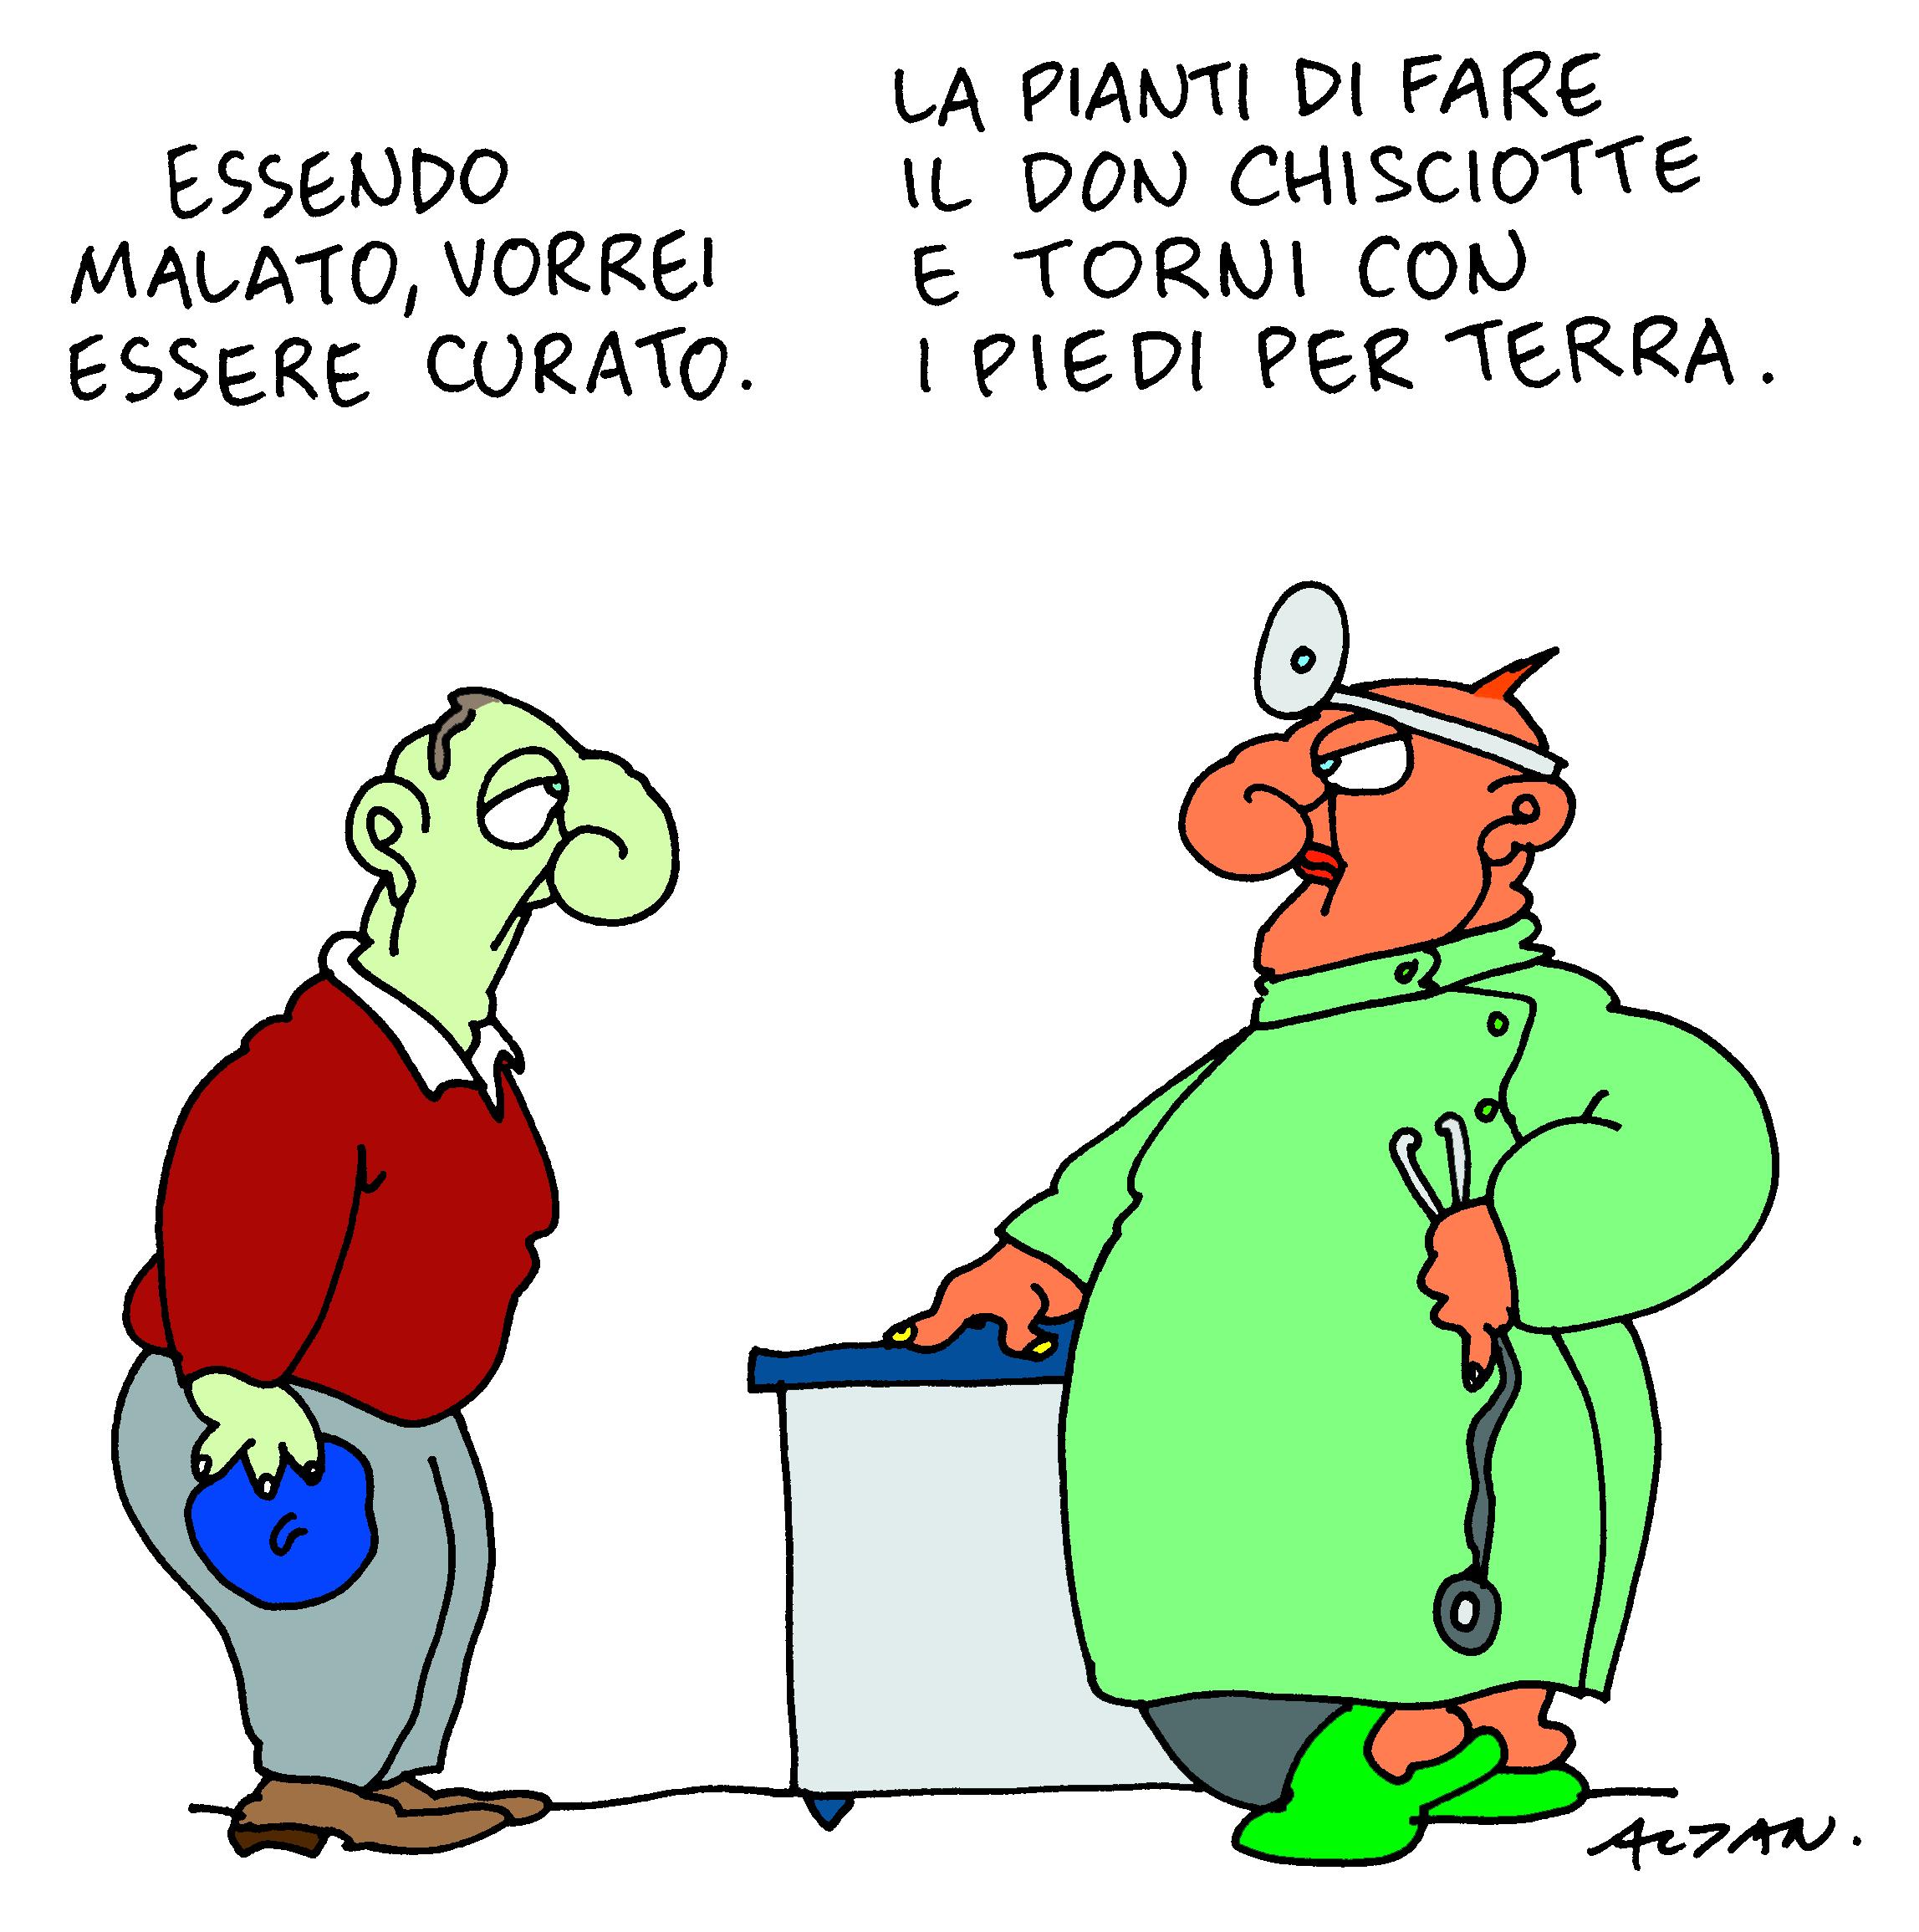 ESSENDO
MALATO, VORREI
ESSERE CURATO.
LA PIANTI DI FARE
IL DON CHISCIOTTE
E TORNI CON
I PIEDI PER TERRA.
ALTAN.